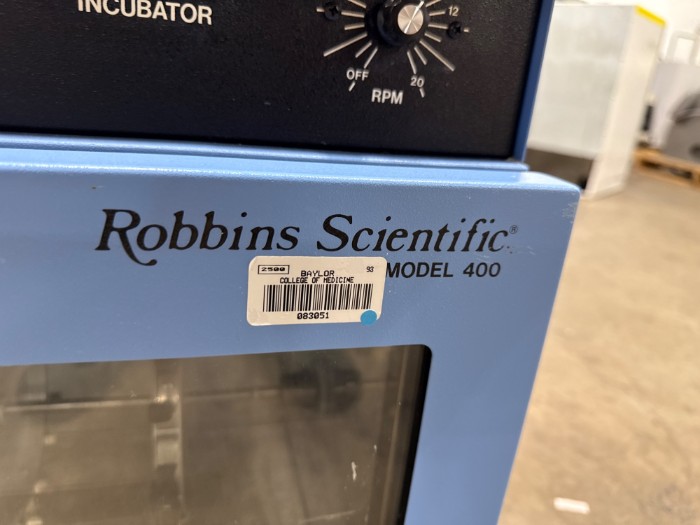 INCUBATOR
12
OFF
20
RPM
Robbins Scientific®
MODEL 400
2500
93
BAYLOR
COLLEGE OF MEDICINE
083051